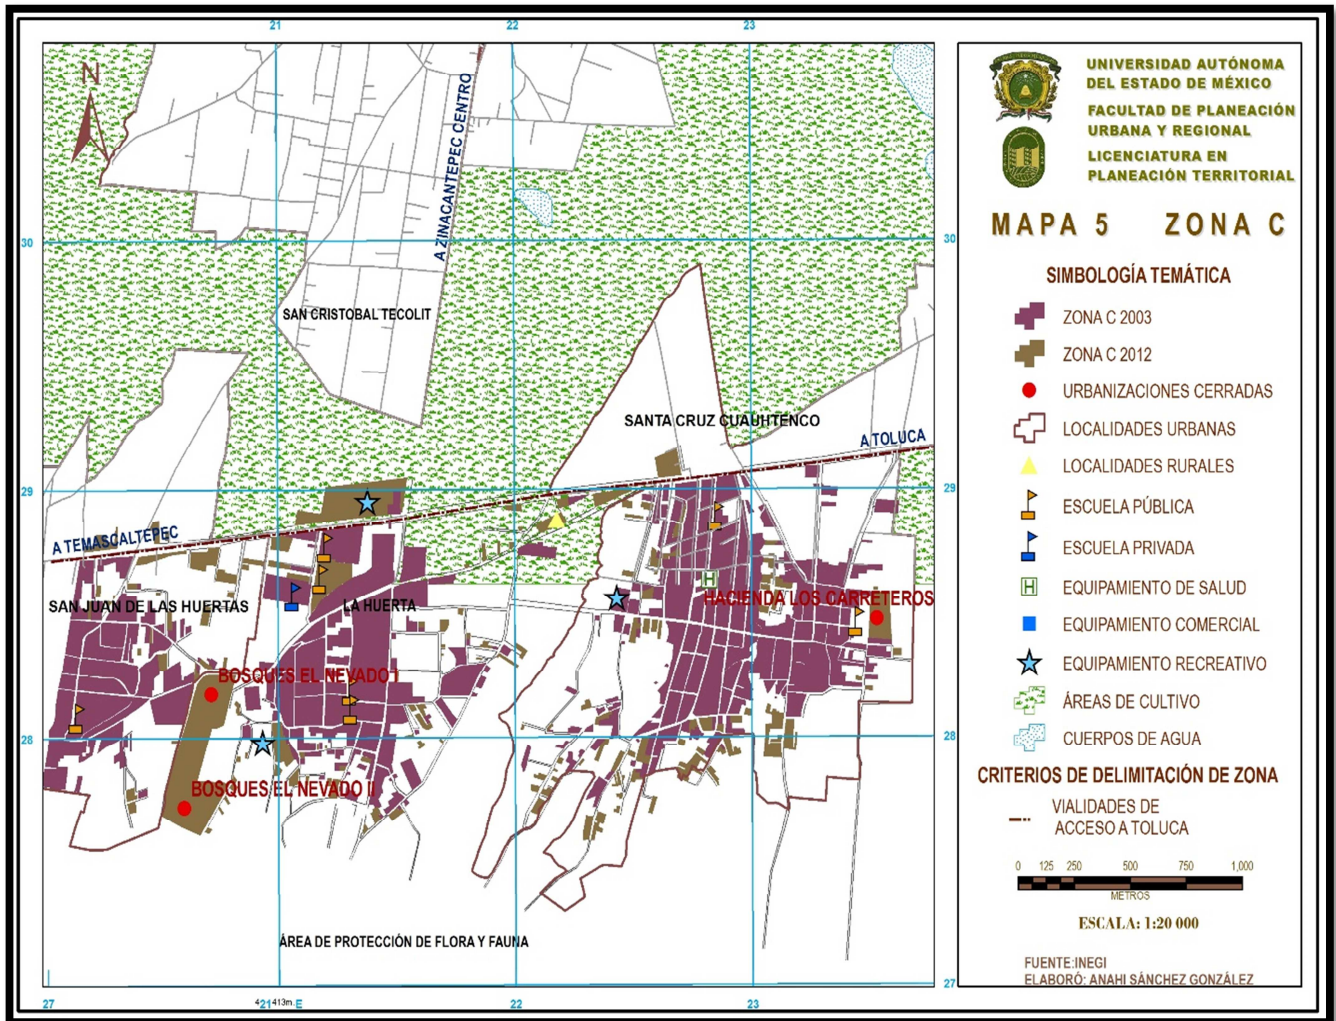 21
22
23
N
A ZINACANTEPEC CENTRO
30
30
SAN CRISTOBAL TECOLIT
SANTA CRUZ CUAUHTENCO
A TOLUCA
29
29
A TEMASCALTEPEC
SAN JUAN DE LAS HUERTAS
LA HUERTA
H
HACIENDA LOS CARRETEROS
BOSQUES EL NEVADO I
28
28
BOSQUES EL NEVADO II
ÁREA DE PROTECCIÓN DE FLORA Y FAUNA
27
27
421413m. E
22
23
UNIVERSIDAD AUTÓNOMA
DEL ESTADO DE MÉXICO
FACULTAD DE PLANEACIÓN
URBANA Y REGIONAL
LICENCIATURA EN
PLANEACIÓN TERRITORIAL
MAPA 5 ZONA C
SIMBOLOGÍA TEMÁTICA
ZONA C 2003
ZONA C 2012
URBANIZACIONES CERRADAS
LOCALIDADES URBANAS
LOCALIDADES RURALES
ESCUELA PÚBLICA
ESCUELA PRIVADA
H EQUIPAMIENTO DE SALUD
EQUIPAMIENTO COMERCIAL
EQUIPAMIENTO RECREATIVO
ÁREAS DE CULTIVO
CUERPOS DE AGUA
CRITERIOS DE DELIMITACIÓN DE ZONA
VIALIDADES DE
ACCESO A TOLUCA
0 125 250 500 750 1,000
METROS
ESCALA: 1:20 000
FUENTE:INEGI
ELABORÓ: ANAHI SÁNCHEZ GONZÁLEZ